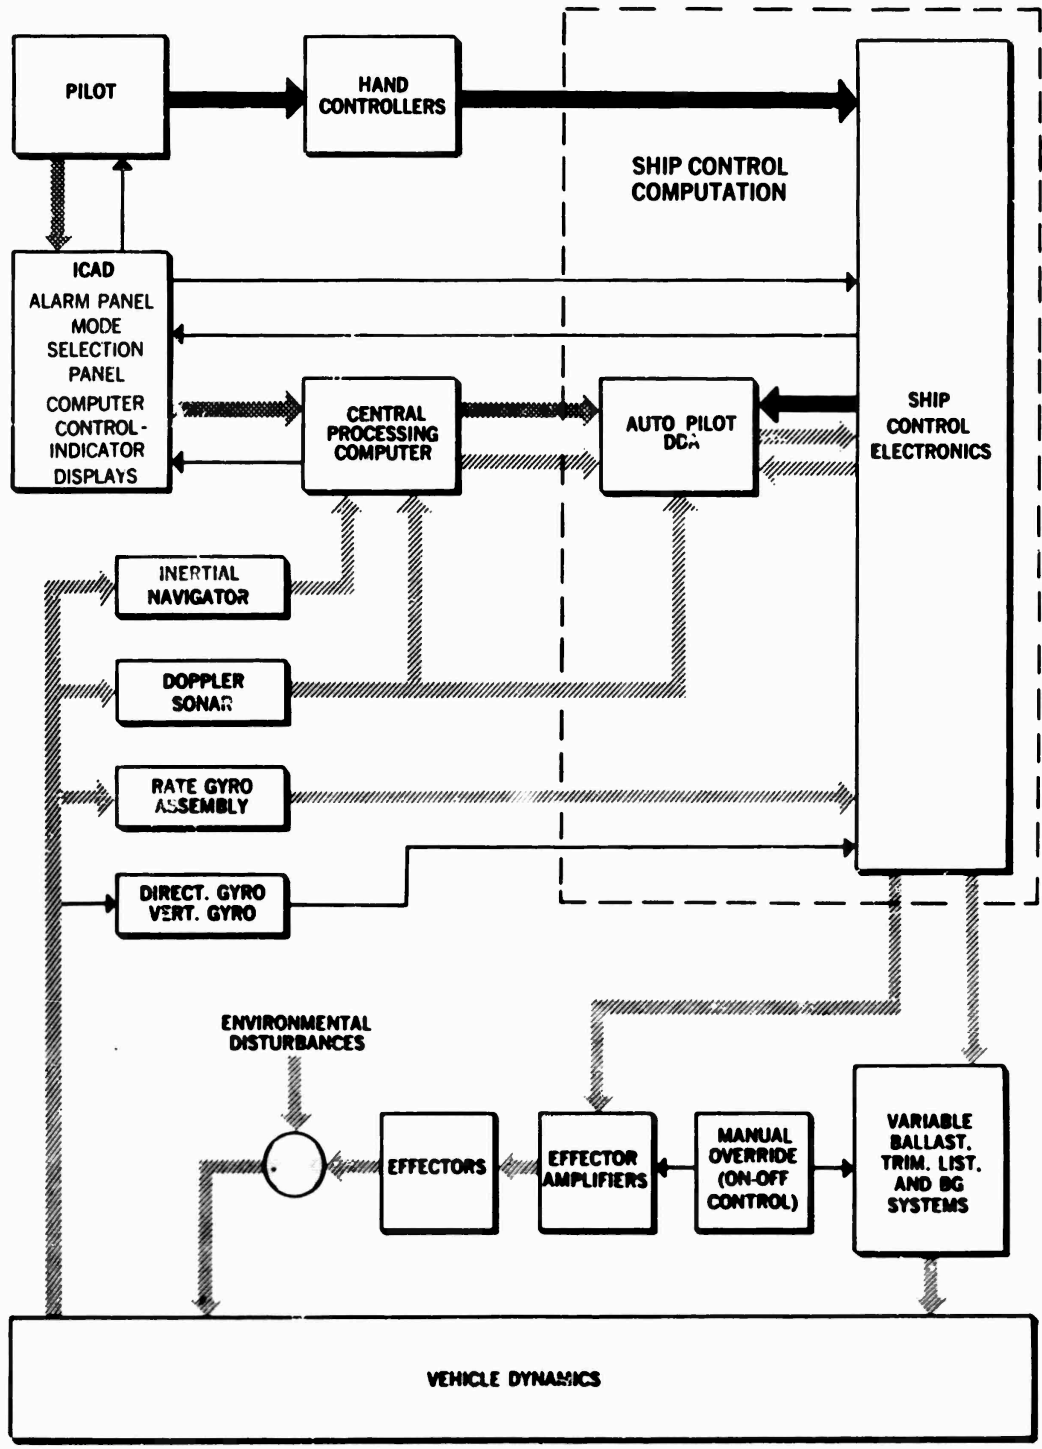 PILOT
HAND
CONTROLLERS
SHIP CONTROL
COMPUTATION
ICAD
ALARM PANEL
MODE
SELECTION
PANEL
COMPUTER
CONTROL-
INDICATOR
DISPLAYS
CENTRAL
PROCESSING
COMPUTER
AUTO PILOT
DDA
SHIP
CONTROL
ELECTRONICS
INERTIAL
NAVIGATOR
DOPPLER
SONAR
RATE GYRO
ASSEMBLY
DIRECT. GYRO
VERT. GYRO
ENVIRONMENTAL
DISTURBANCES
EFFECTORS
EFFECTOR
AMPLIFIERS
MANUAL
OVERRIDE
(ON-OFF
CONTROL)
VARIABLE
BALLAST.
TRIM. LIST.
AND BG
SYSTEMS
VEHICLE DYNAMICS